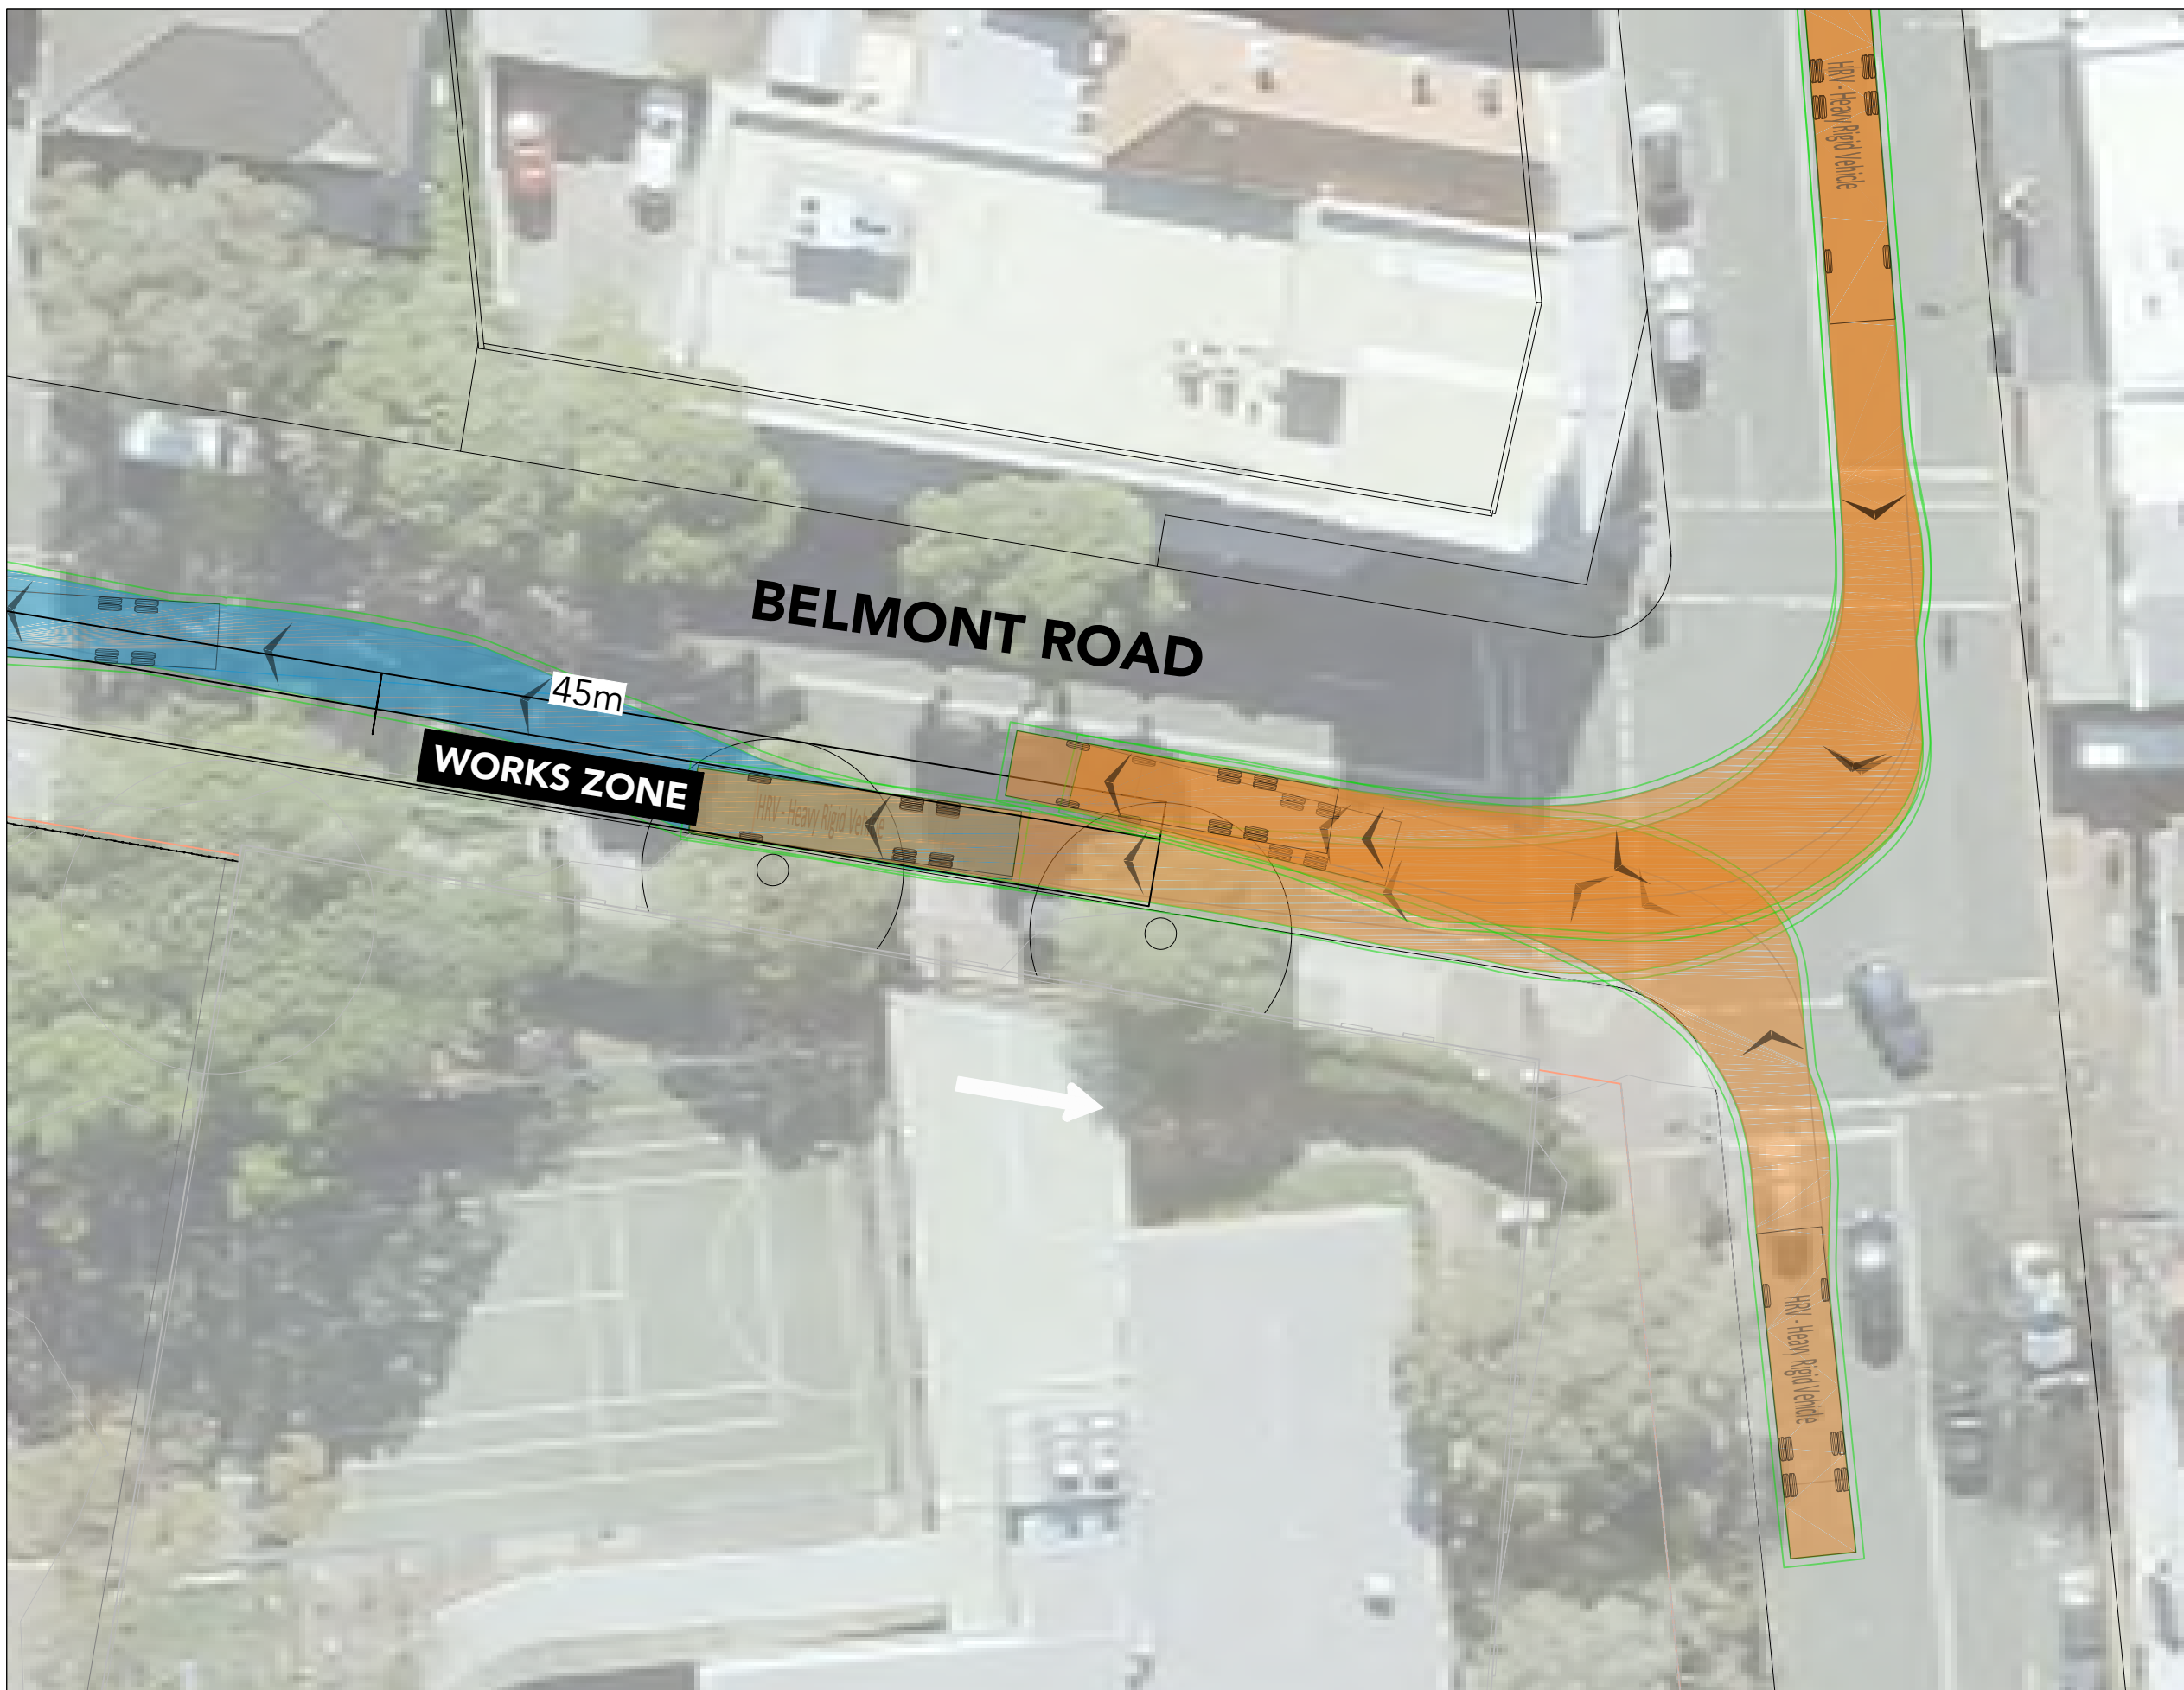 HRV - Heavy Rigid Vehicle
BELMONT ROAD
45m
WORKS ZONE
HRV - Heavy Rigid Vehicle
HRV - Heavy Rigid Vehicle